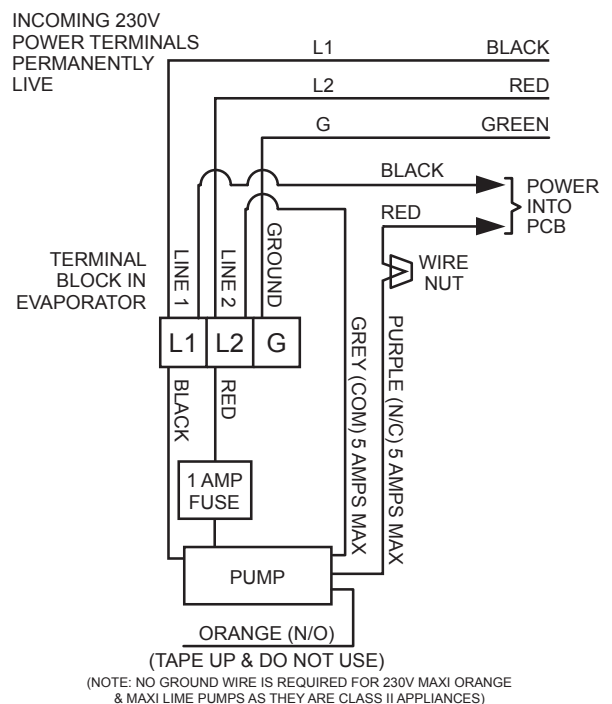 INCOMING 230V
POWER TERMINALS
PERMANENTLY
LIVE
L1
BLACK
L2
RED
G
GREEN
BLACK
RED
POWER
INTO
PCB
WIRE
NUT
TERMINAL
BLOCK IN
EVAPORATOR
LINE 1
LINE 2
GROUND
L1
L2
G
BLACK
RED
GREY (COM) 5 AMPS MAX
PURPLE (N/C) 5 AMPS MAX
1 AMP
FUSE
PUMP
ORANGE (N/O)
(TAPE UP & DO NOT USE)
(NOTE: NO GROUND WIRE IS REQUIRED FOR 230V MAXI ORANGE
& MAXI LIME PUMPS AS THEY ARE CLASS II APPLIANCES)